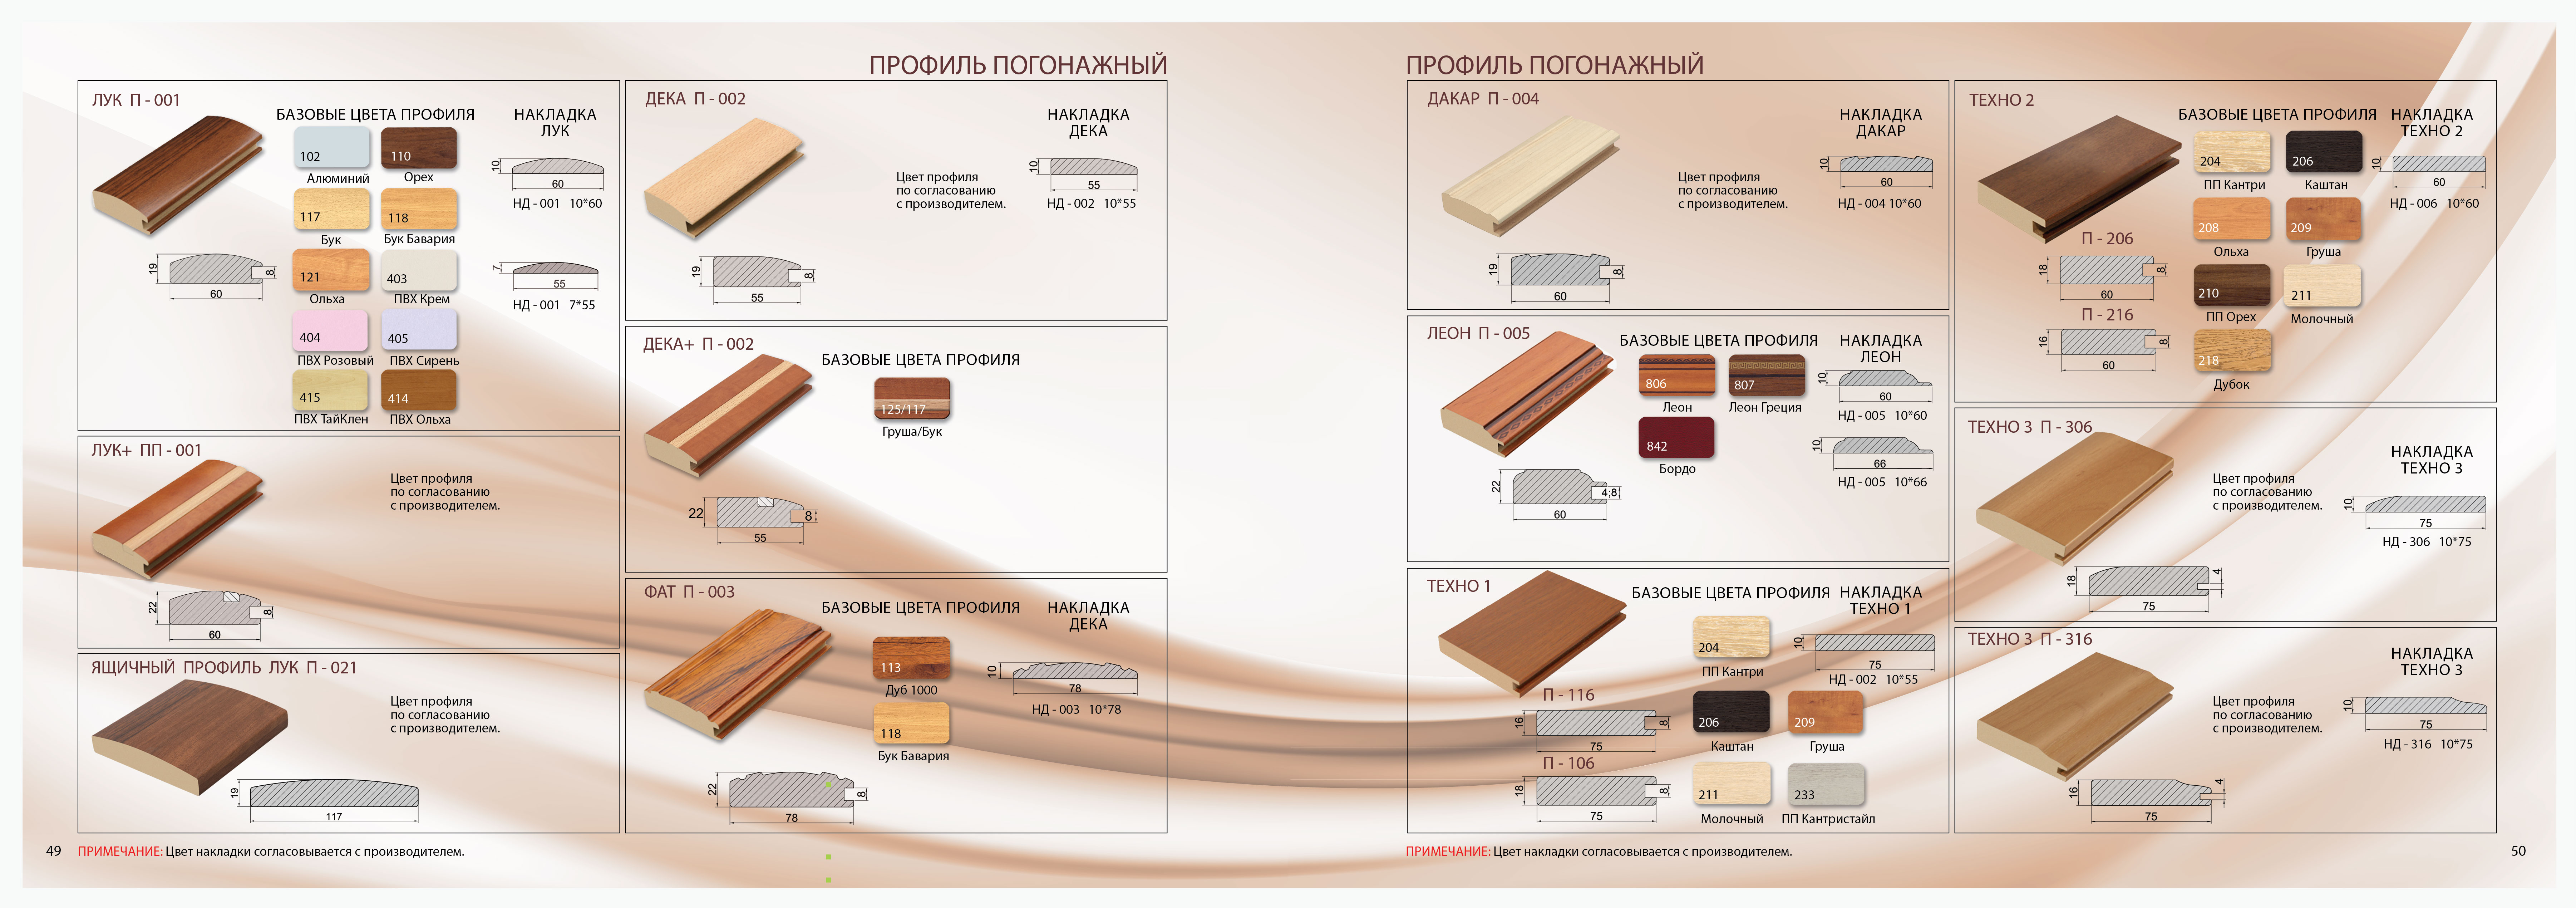 ПРОФИЛЬ ПОГОНАЖНЫЙ
ЛУК П - 001
БАЗОВЫЕ ЦВЕТА ПРОФИЛЯ
102
Алюминий
110
Орех
117
Бук
118
Бук Бавария
121
Ольха
403
ПВХ Крем
404
ПВХ Розовый
405
ПВХ Сирень
415
ПВХ ТайКлен
414
ПВХ Ольха
НАКЛАДКА
ЛУК
10
60
НД - 001 10*60
7
55
НД - 001 7*55
19
8
60
ЛУК+ ПП - 001
Цвет профиля
по согласованию
с производителем.
22
8
60
ЯЩИЧНЫЙ ПРОФИЛЬ ЛУК П - 021
Цвет профиля
по согласованию
с производителем.
19
117
ДЕКА П - 002
Цвет профиля
по согласованию
с производителем.
НАКЛАДКА
ДЕКА
10
55
НД - 002 10*55
19
8
55
ДЕКА+ П - 002
БАЗОВЫЕ ЦВЕТА ПРОФИЛЯ
125/117
Груша/Бук
22
8
55
ФАТ П - 003
БАЗОВЫЕ ЦВЕТА ПРОФИЛЯ
113
Дуб 1000
118
Бук Бавария
НАКЛАДКА
ДЕКА
10
78
НД - 003 10*78
22
8
78
49 ПРИМЕЧАНИЕ: Цвет накладки согласовывается с производителем.
ПРОФИЛЬ ПОГОНАЖНЫЙ
ДАКАР П - 004
Цвет профиля
по согласованию
с производителем.
НАКЛАДКА
ДАКАР
10
60
НД - 004 10*60
19
8
60
ЛЕОН П - 005
БАЗОВЫЕ ЦВЕТА ПРОФИЛЯ
806
Леон
807
Леон Греция
842
Бордо
НАКЛАДКА
ЛЕОН
10
60
НД - 005 10*60
10
66
НД - 005 10*66
22
4;8
60
ТЕХНО 1
БАЗОВЫЕ ЦВЕТА ПРОФИЛЯ
204
ПП Кантри
206
Каштан
209
Груша
211
Молочный
233
ПП Кантристайл
НАКЛАДКА
ТЕХНО 1
10
75
НД - 002 10*55
П - 116
16
8
75
П - 106
18
8
75
ТЕХНО 2
БАЗОВЫЕ ЦВЕТА ПРОФИЛЯ
204
ПП Кантри
206
Каштан
208
Ольха
209
Груша
210
ПП Орех
211
Молочный
218
Дубок
НАКЛАДКА
ТЕХНО 2
10
60
НД - 006 10*60
П - 206
18
8
60
П - 216
16
8
60
ТЕХНО 3 П - 306
Цвет профиля
по согласованию
с производителем.
НАКЛАДКА
ТЕХНО 3
10
75
НД - 306 10*75
18
4
75
ТЕХНО 3 П - 316
Цвет профиля
по согласованию
с производителем.
НАКЛАДКА
ТЕХНО 3
10
75
НД - 316 10*75
16
4
75
ПРИМЕЧАНИЕ: Цвет накладки согласовывается с производителем.
50